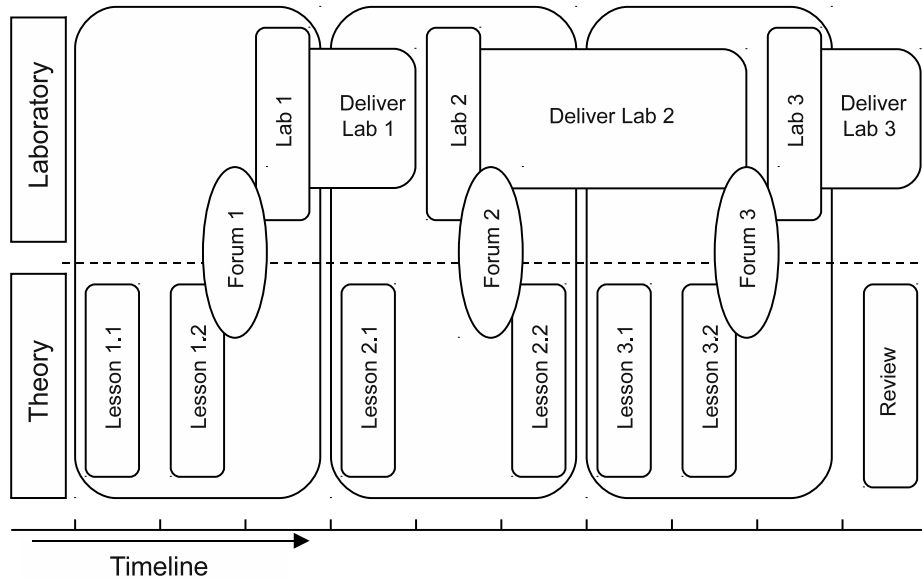 Laboratory
Lab 1
Deliver
Lab 1
Lab 2
Deliver Lab 2
Lab 3
Deliver
Lab 3
Forum 1
Forum 2
Forum 3
Theory
Lesson 1.1
Lesson 1.2
Lesson 2.1
Lesson 2.2
Lesson 3.1
Lesson 3.2
Review
Timeline